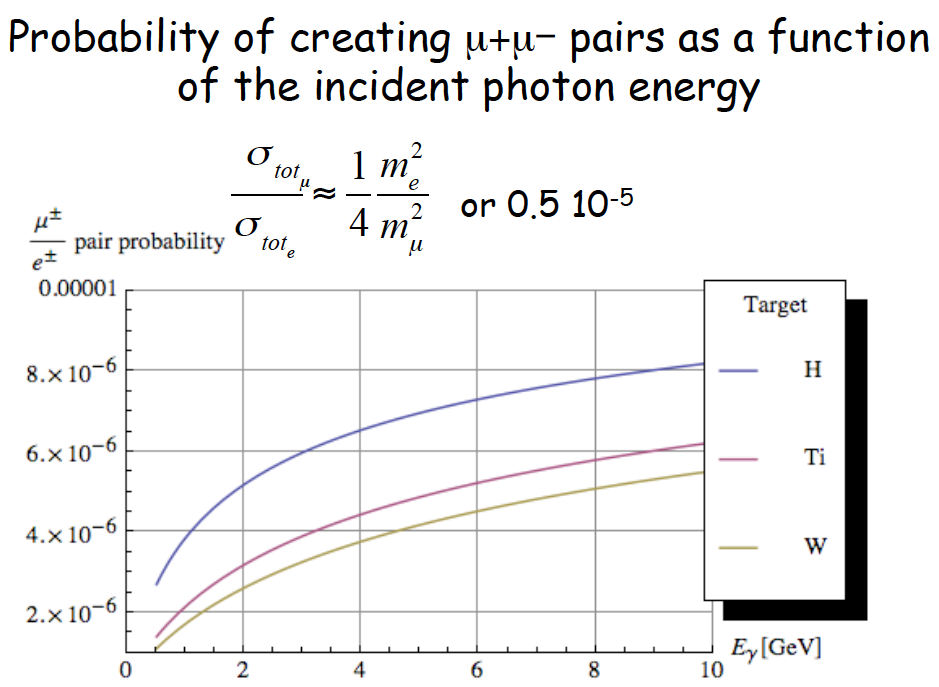 Probability of creating μ+μ− pairs as a function
of the incident photon energy
σ_tot_μ / σ_tot_e ≈ 1/4 m_e^2 / m_μ^2 or 0.5 10^-5
μ^± / e^± pair probability
0.00001
8.×10^-6
6.×10^-6
4.×10^-6
2.×10^-6
0 2 4 6 8 10
E_γ[GeV]
Target
H
Ti
W